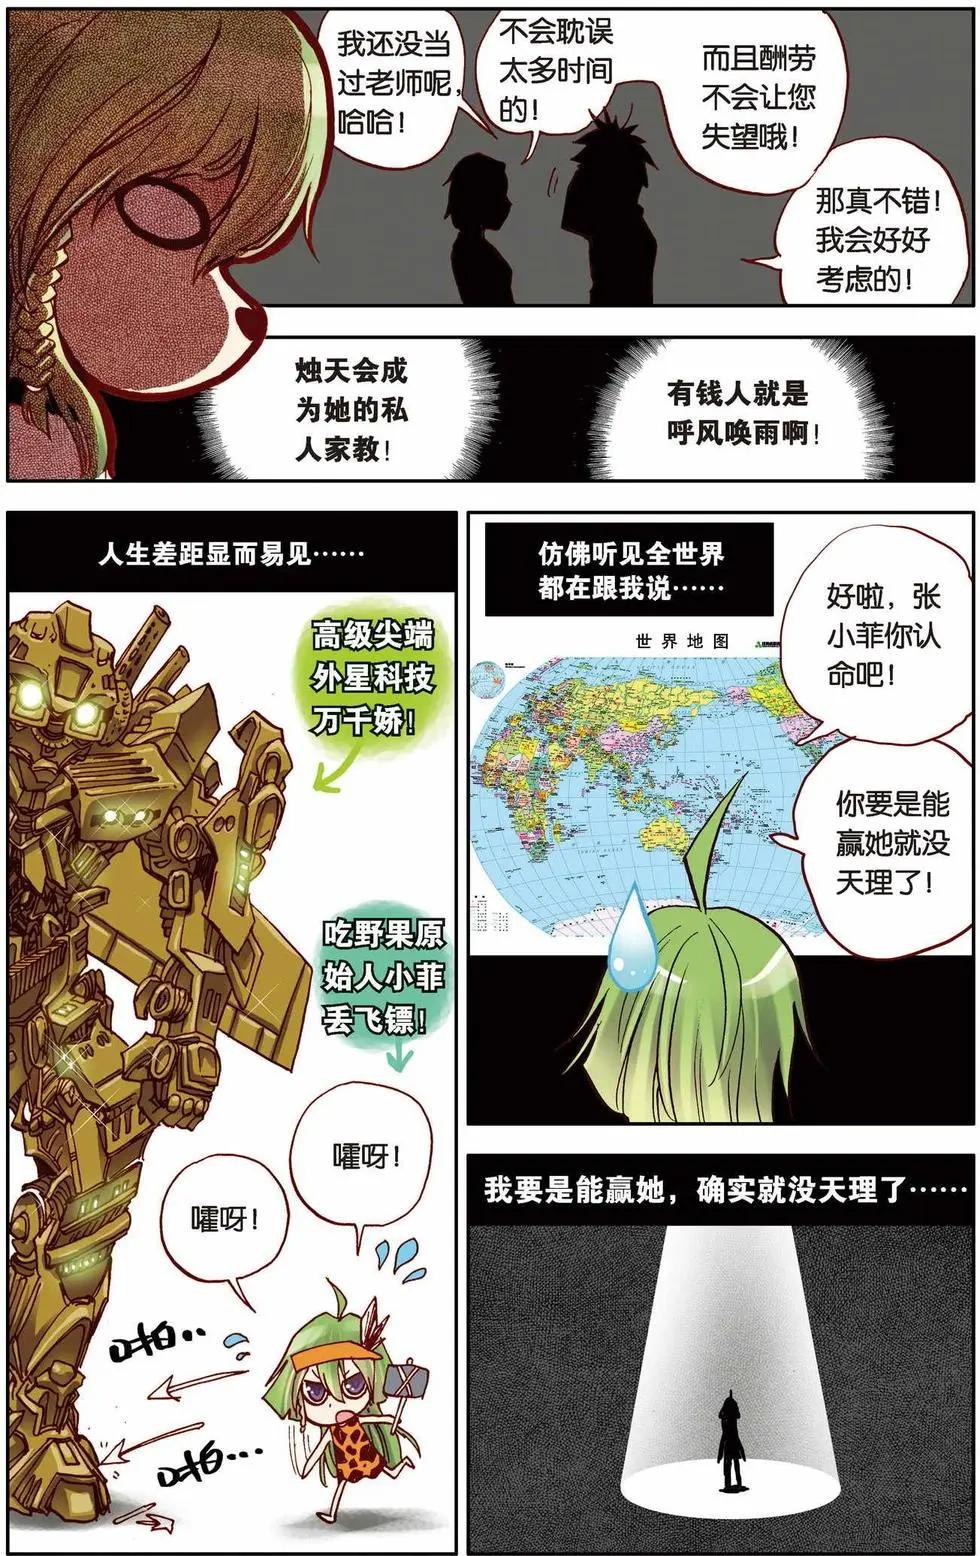 我还没当
过老师呢，
哈哈！
不会耽误
太多时间
的！
而且酬劳
不会让您
失望哦！
那真不错！
我会好好
考虑的！
烛天会成
为她的私
人家教！
有钱人就是
呼风唤雨啊！
人生差距显而易见……
高级尖端
外星科技
万千娇！
吃野果原
始人小菲
丢飞镖！
嚯呀！
嚯呀！
啪..
啪...
仿佛听见全世界
都在跟我说……
世界地图
好啦，张
小菲你认
命吧！
你要是能
赢她就没
天理了！
我要是能赢她，确实就没天理了……